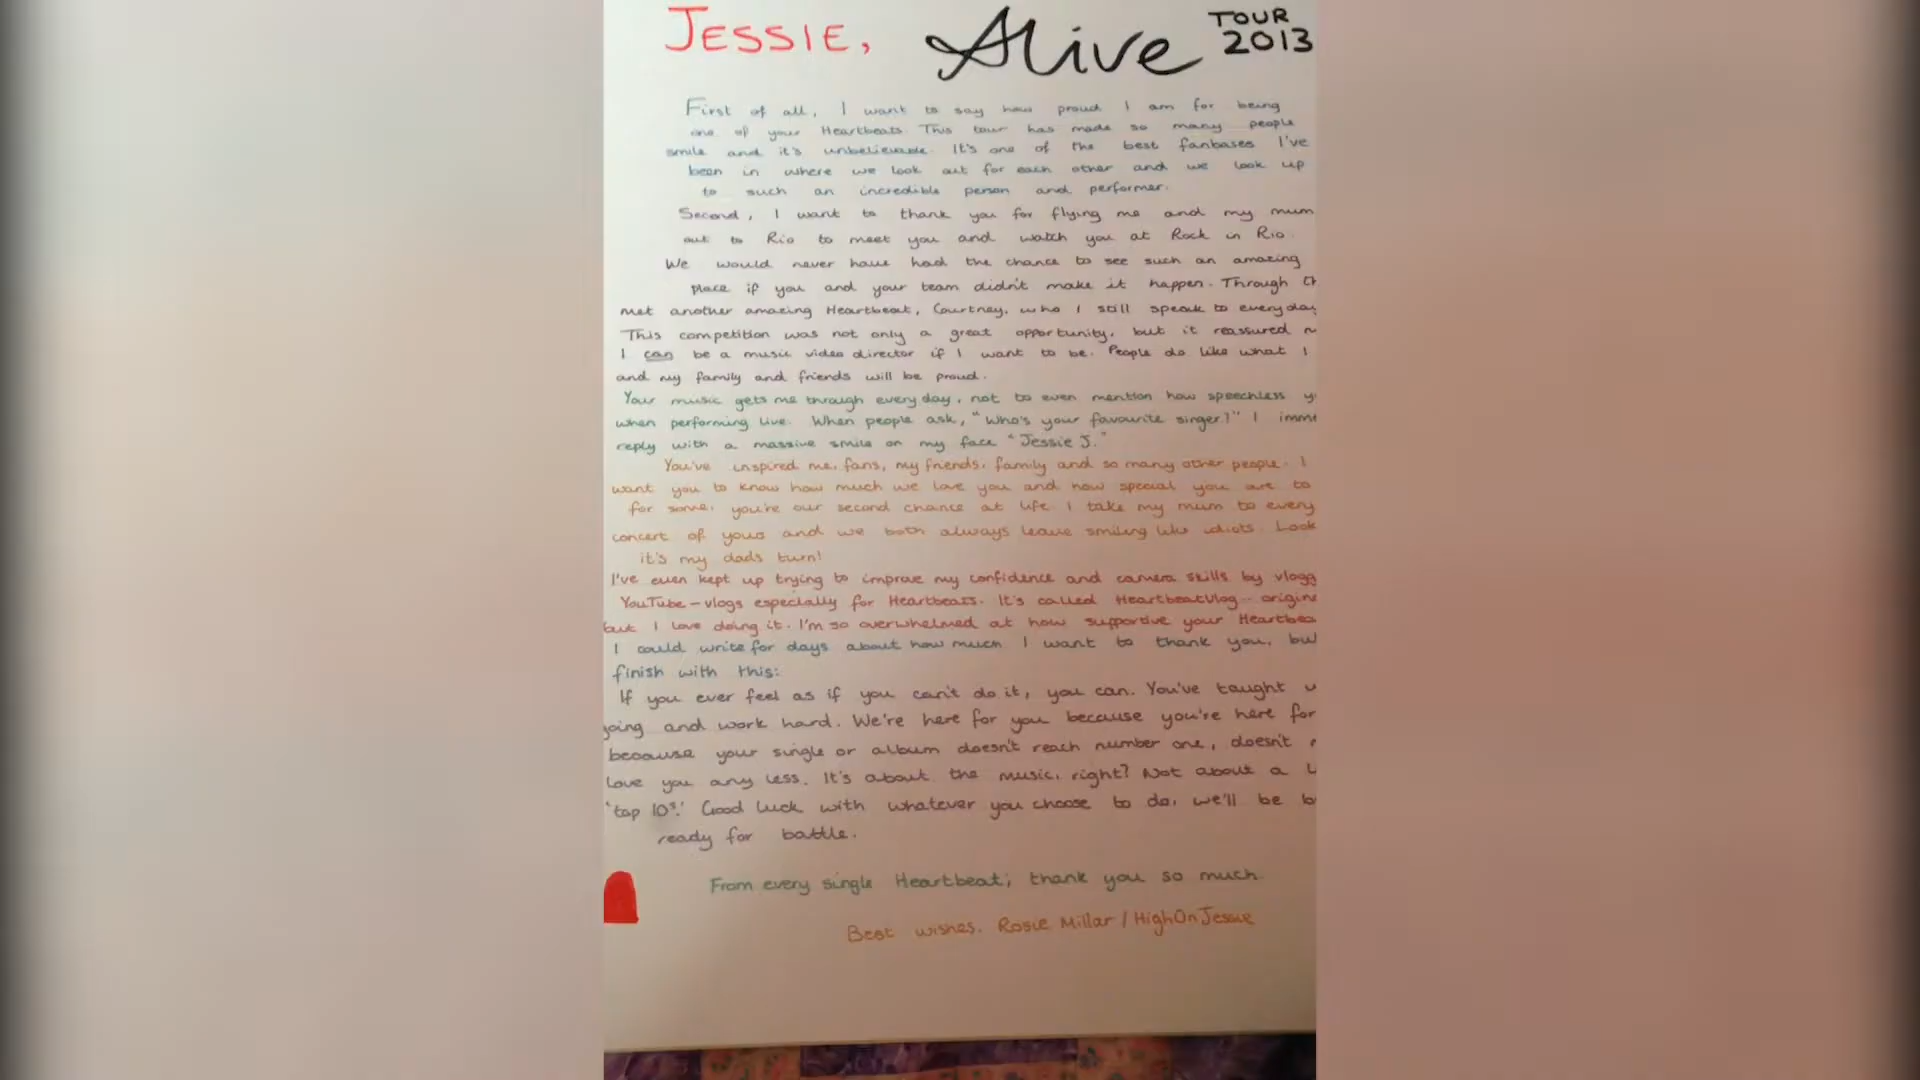 JESSIE, Alive TOUR 2013
First of all, I want to say how proud I am for being
one of your Heartbeats. This tour has made so many people
smile and it's unbelievable. It's one of the best fanbases I've
been in where we look out for each other and we look up
to such an incredible person and performer.
Second, I want to thank you for flying me and my mum
out to Rio to meet you and watch you at Rock in Rio.
We would never have had the chance to see such an amazing
place if you and your team didn't make it happen. Through
met another amazing Heartbeat, Courtney, who I still speak to everyday
This competition was not only a great opportunity, but it reassured
I can be a music video director if I want to be. People do like what I
and my family and friends will be proud.
Your music gets me through everyday, not to even mention how speechless
when performing live. When people ask, "Who's your favourite singer?" I
reply with a massive smile on my face "Jessie J."
You've inspired me, fans, my friends, family and so many other people. I
want you to know how much we love you and how special you are to
for some, you're our second chance at life. I take my mum to every
concert of yours and we both always leave smiling like idiots. Look
it's my dads turn!
I've even kept up trying to improve my confidence and camera skills by vlogg
YouTube - vlogs especially for Heartbeats. It's called HeartbeatVlog - origin
but I love doing it. I'm so overwhelmed at how supportive your Heartbea
I could write for days about how much I want to thank you, but
finish with this:
If you ever feel as if you can't do it, you can. You've taught
going and work hard. We're here for you because you're here for
because your single or album doesn't reach number one, doesn't
love you any less. It's about the music, right? Not about a
'top 10s.' Good luck with whatever you choose to do, we'll be
ready for battle.
From every single Heartbeat, thank you so much.
Best wishes, Rosie Millar / HighOnJessie